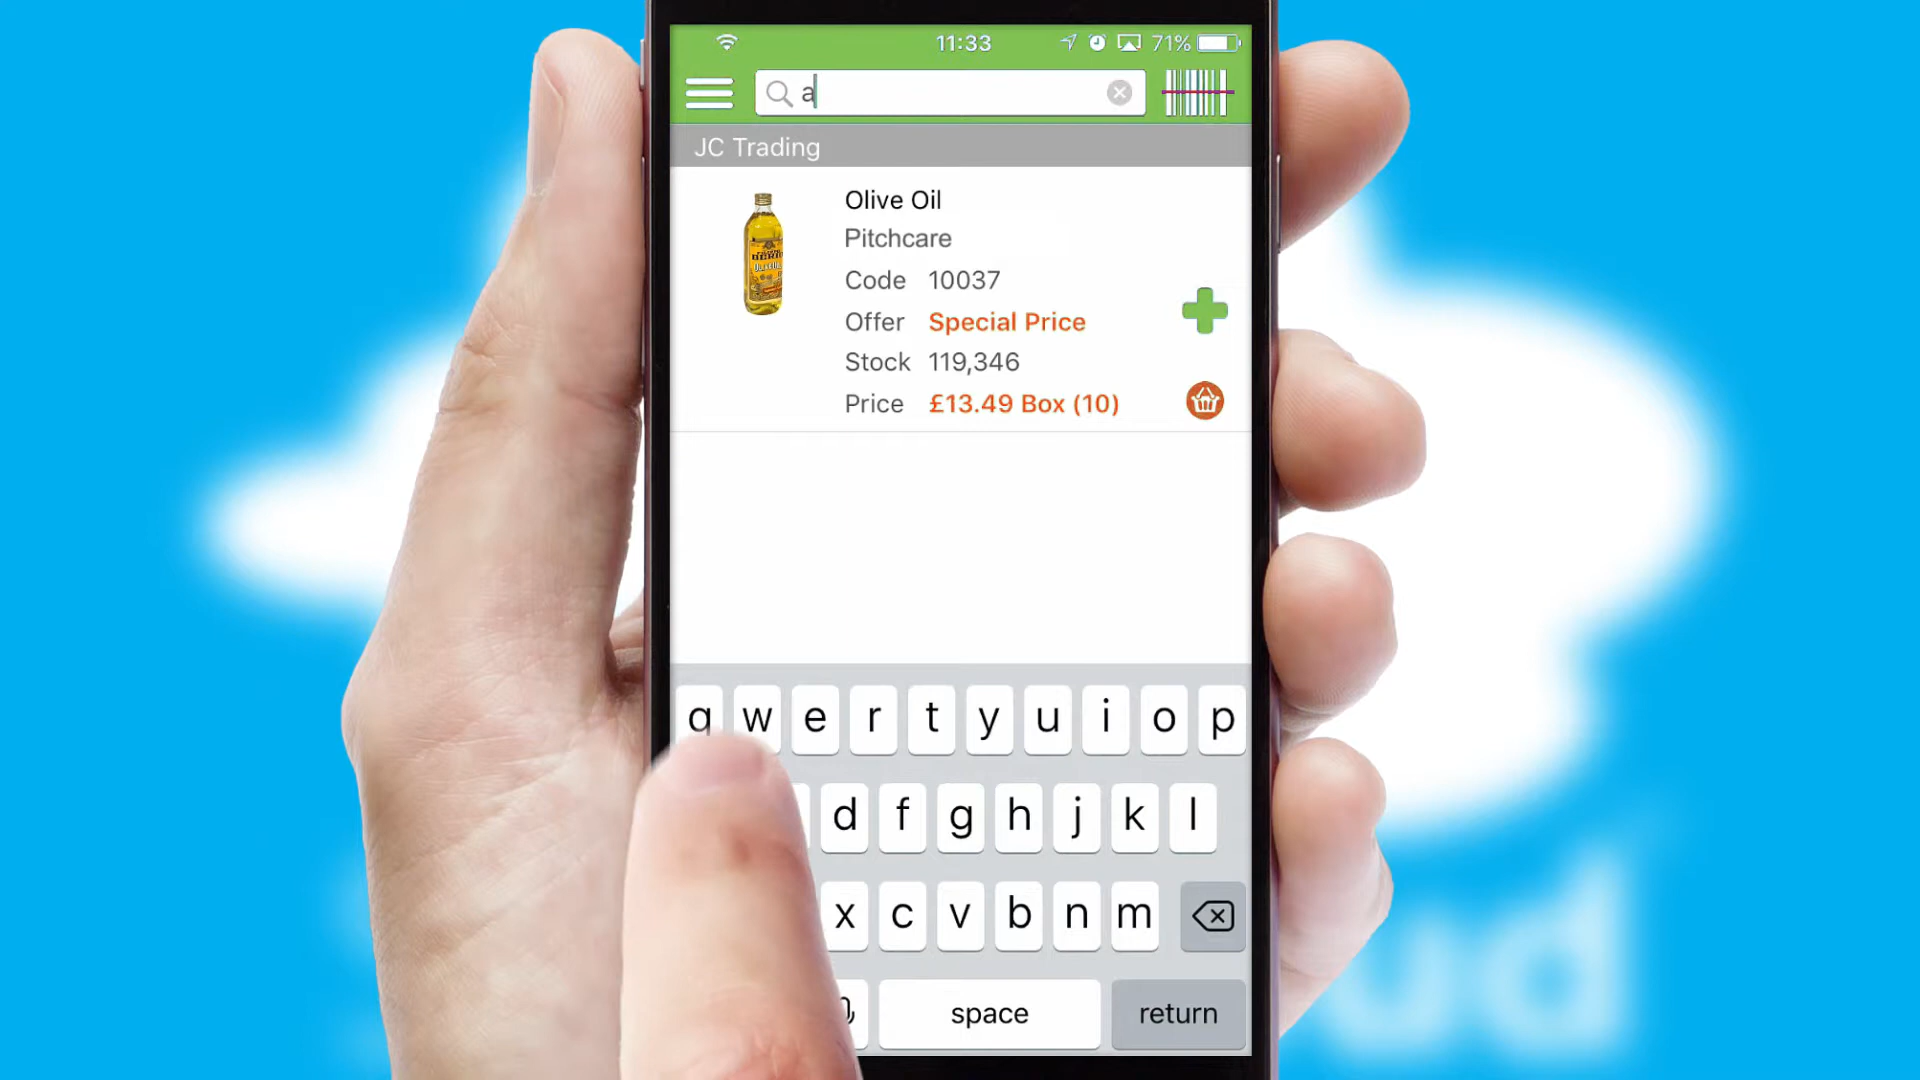 11:33 71%
a
JC Trading
Olive Oil
Pitchcare
Code 10037
Offer Special Price
Stock 119,346
Price £13.49 Box (10)
q w e r t y u i o p
d f g h j k l
x c v b n m
space return
ud